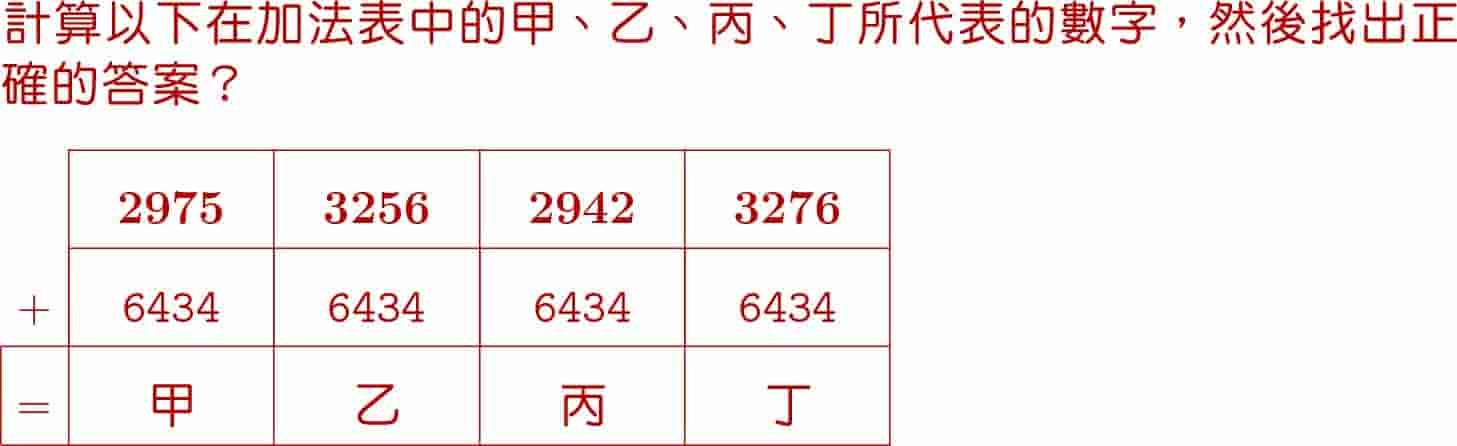 計算以下在加法表中的甲、乙、丙、丁所代表的數字，然後找出正
確的答案？
2975 3256 2942 3276
+ 6434 6434 6434 6434
= 甲 乙 丙 丁